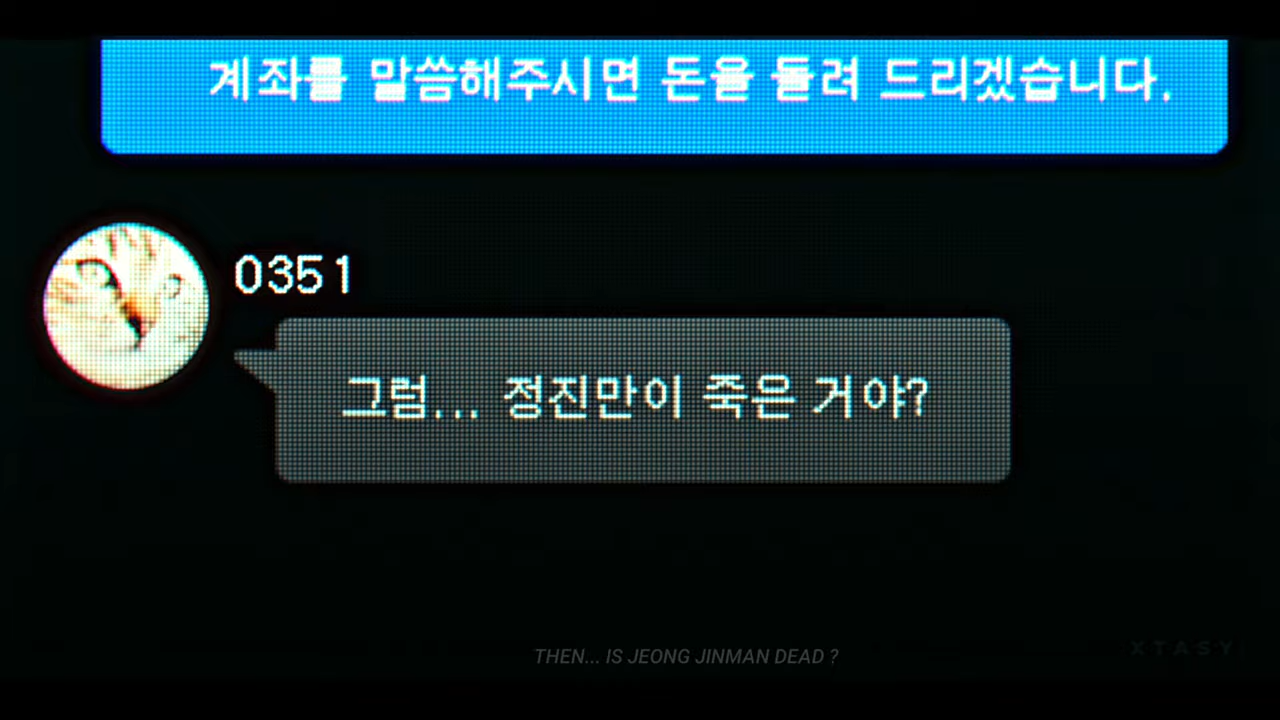 계좌를 말씀해주시면 돈을 돌려 드리겠습니다.
0351
그럼... 정진만이 죽은 거야?
THEN... IS JEONG JINMAN DEAD ?
XTASY